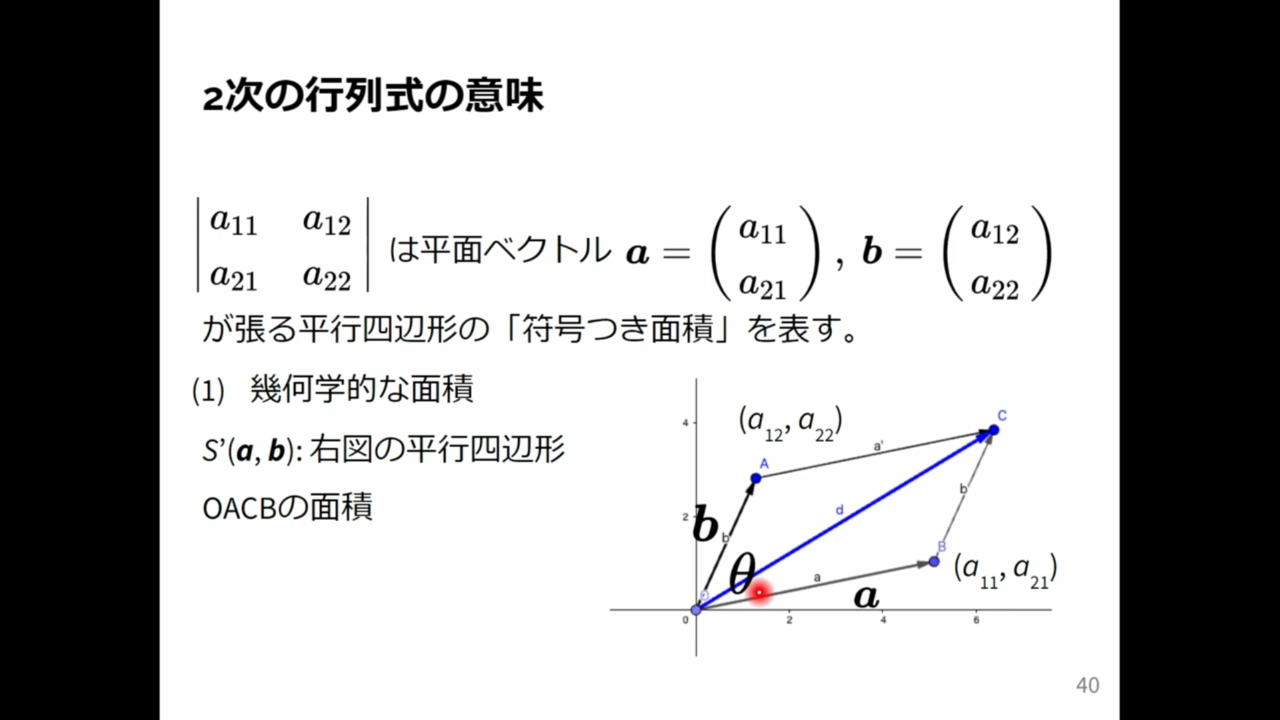 2次の行列式の意味
| a11 a12 |
| a21 a22 |
は平面ベクトル a = ( a11 a21 ) , b = ( a12 a22 )
が張る平行四辺形の「符号つき面積」を表す。
(1) 幾何学的な面積
S’(a, b): 右図の平行四辺形
OACBの面積
4
(a12, a22)
C
A
a'
2
b
b
d
b
B
θ
(a11, a21)
O
a
a
0
2
4
6
40